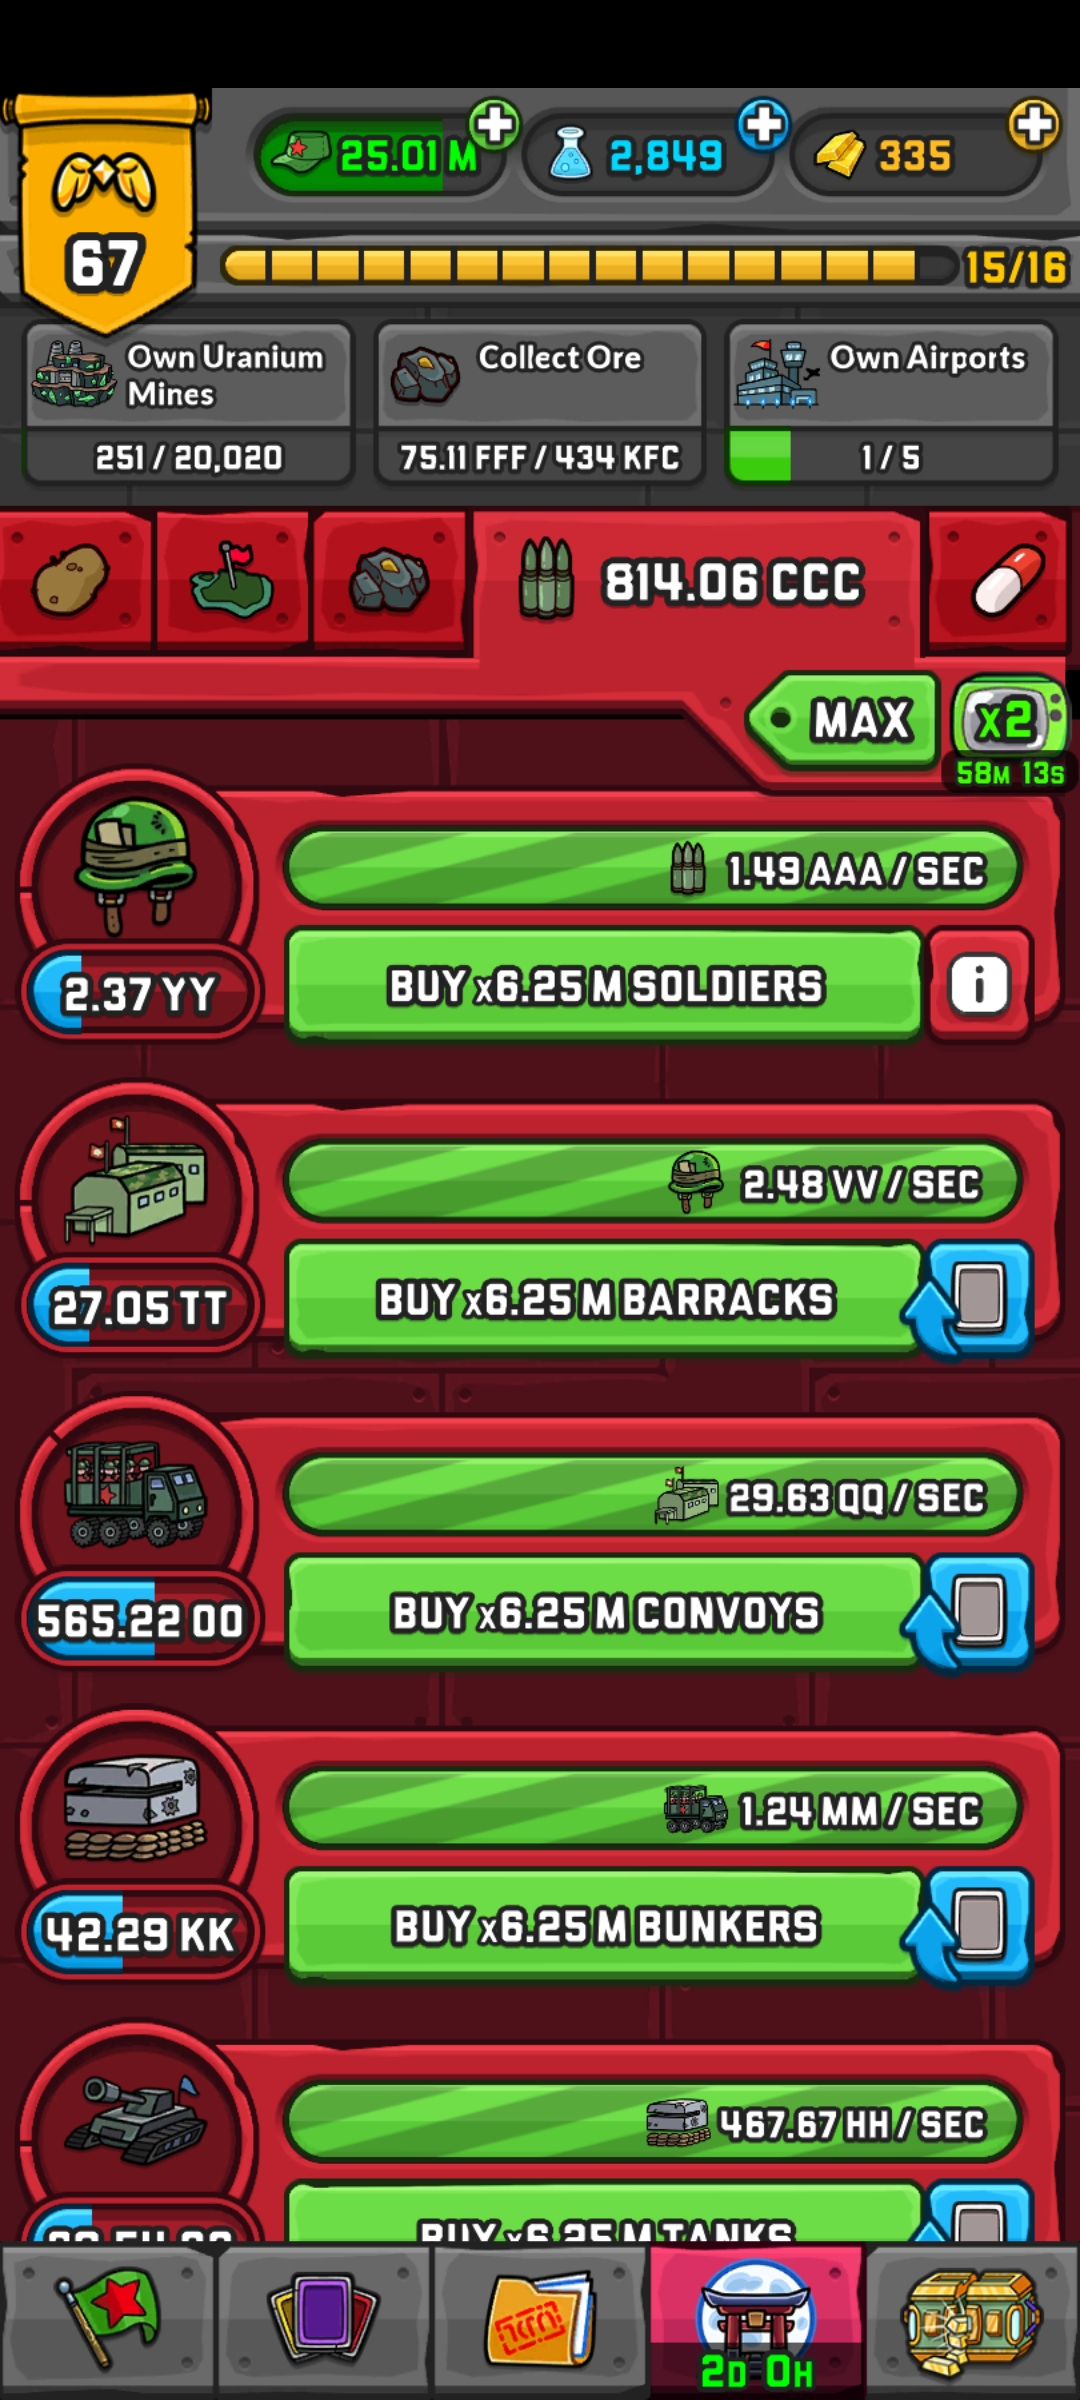 25.01 M
2,849
335
67
15/16
Own Uranium
Mines
251 / 20,020
Collect Ore
75.11 FFF / 434 KFC
Own Airports
1 / 5
814.06 CCC
MAX
x2
58M 13S
1.49 AAA / SEC
2.37 YY
BUY x6.25 M SOLDIERS
i
2.48 VV / SEC
27.05 TT
BUY x6.25 M BARRACKS
29.63 QQ / SEC
565.22 OO
BUY x6.25 M CONVOYS
1.24 MM / SEC
42.29 KK
BUY x6.25 M BUNKERS
467.67 HH / SEC
BUY x6.25 M TANKS
2D 0H